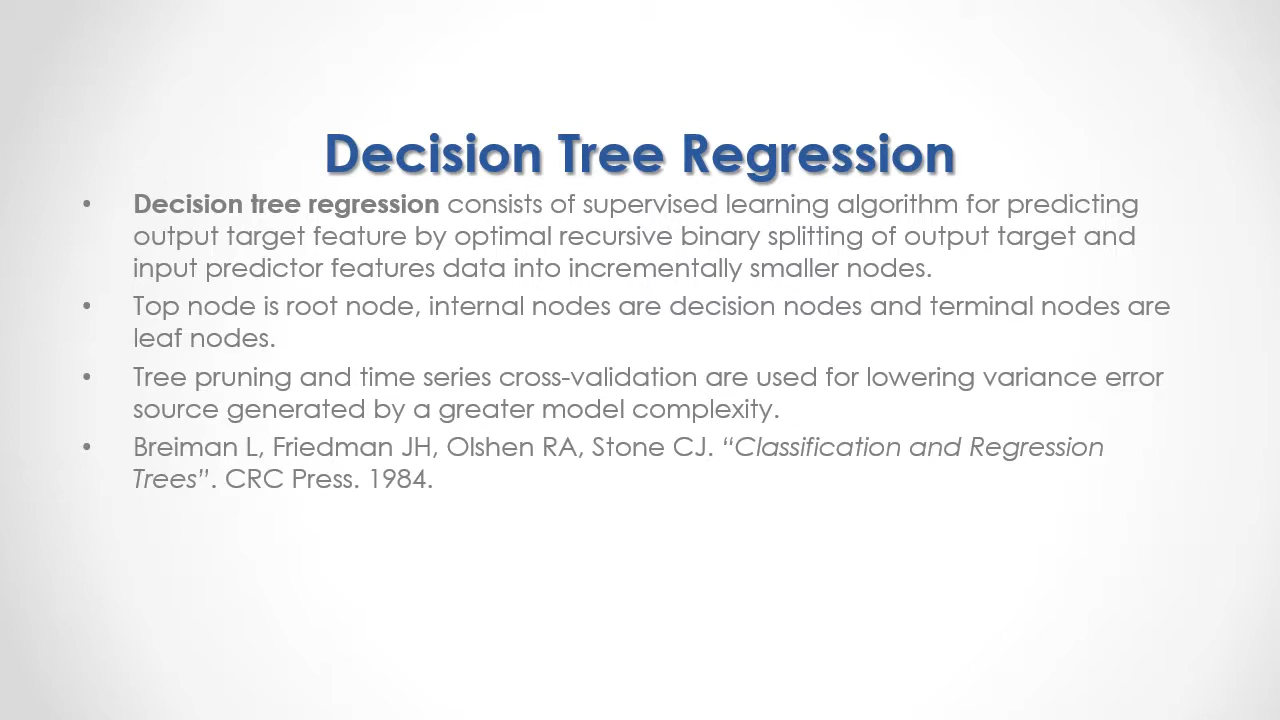 Decision Tree Regression
• Decision tree regression consists of supervised learning algorithm for predicting
output target feature by optimal recursive binary splitting of output target and
input predictor features data into incrementally smaller nodes.
• Top node is root node, internal nodes are decision nodes and terminal nodes are
leaf nodes.
• Tree pruning and time series cross-validation are used for lowering variance error
source generated by a greater model complexity.
• Breiman L, Friedman JH, Olshen RA, Stone CJ. “Classification and Regression
Trees”. CRC Press. 1984.